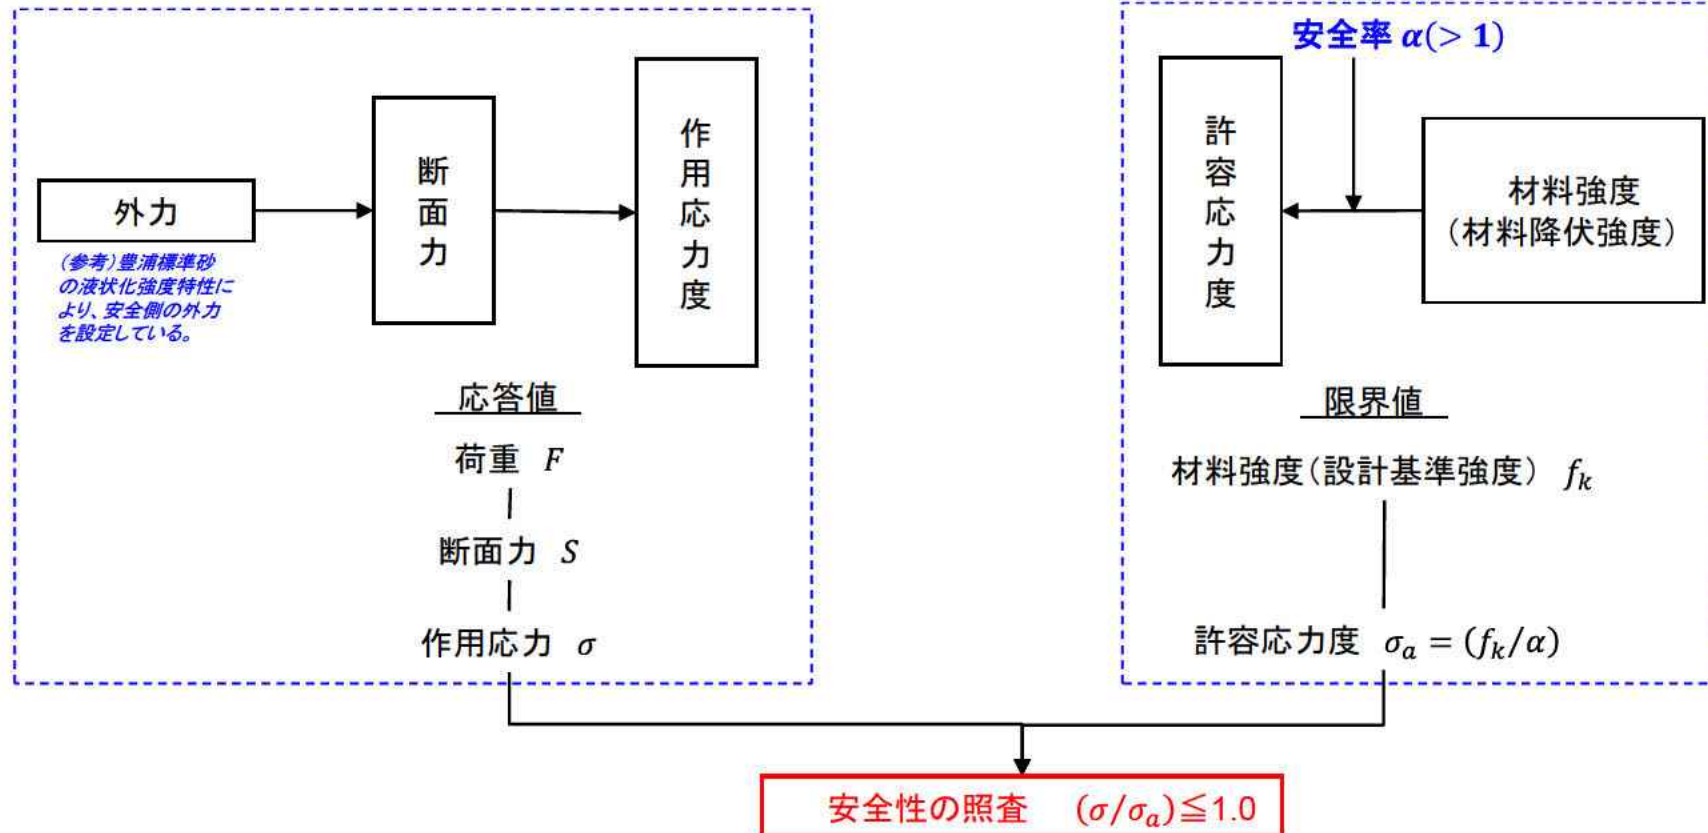 外力
(参考)豊浦標準砂
の液状化強度特性に
より、安全側の外力
を設定している。
断面力
作用応力度
応答値
荷重 F
断面力 S
作用応力 σ
安全率 α(> 1)
許容応力度
材料強度
(材料降伏強度)
限界値
材料強度(設計基準強度) f_k
許容応力度 σ_a = (f_k/α)
安全性の照査 (σ/σ_a)≦1.0